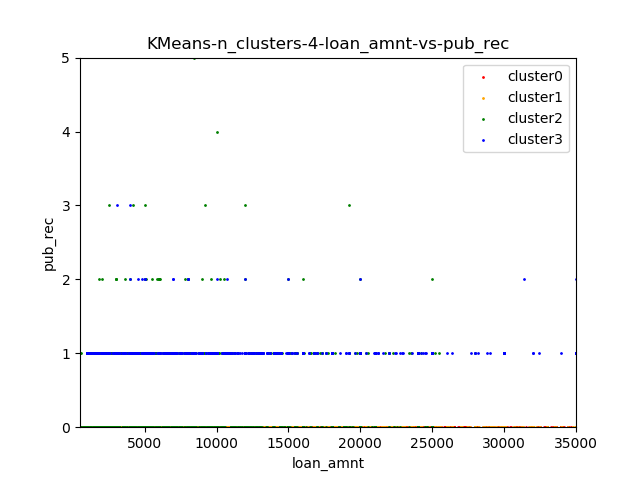 KMeans-n_clusters-4-loan_amnt-vs-pub_rec
5
4
3
2
1
0
pub_rec
cluster0
cluster1
cluster2
cluster3
5000 10000 15000 20000 25000 30000 35000
loan_amnt